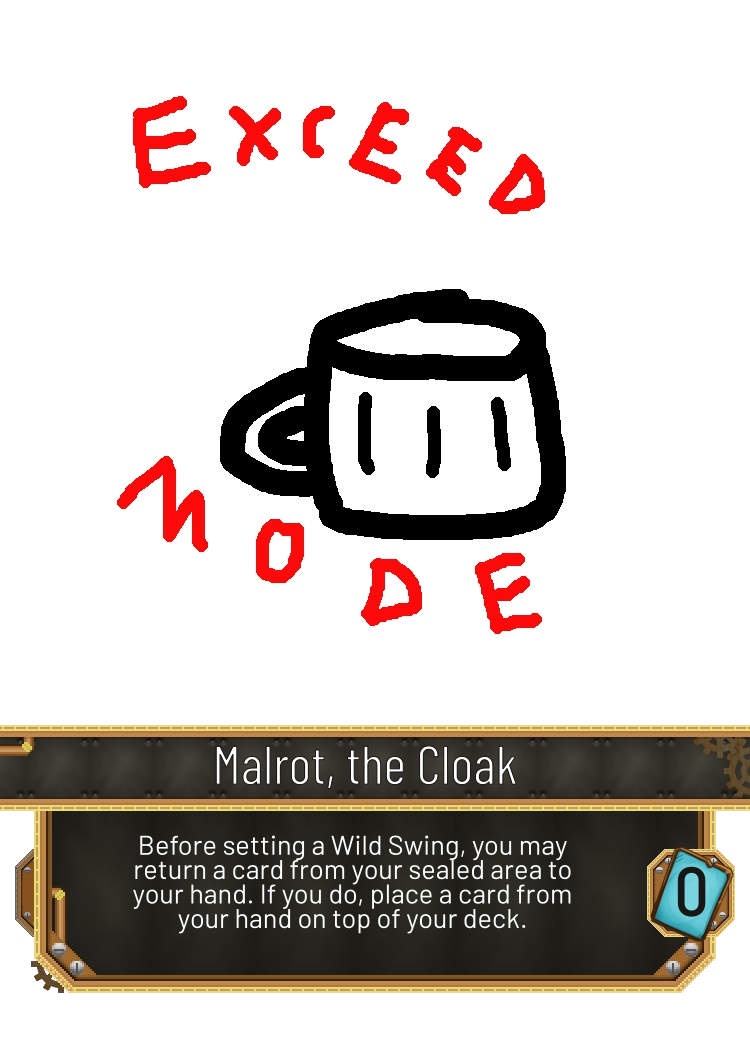 EXCEED
MODE
Malrot, the Cloak
Before setting a Wild Swing, you may
return a card from your sealed area to
your hand. If you do, place a card from
your hand on top of your deck.
0